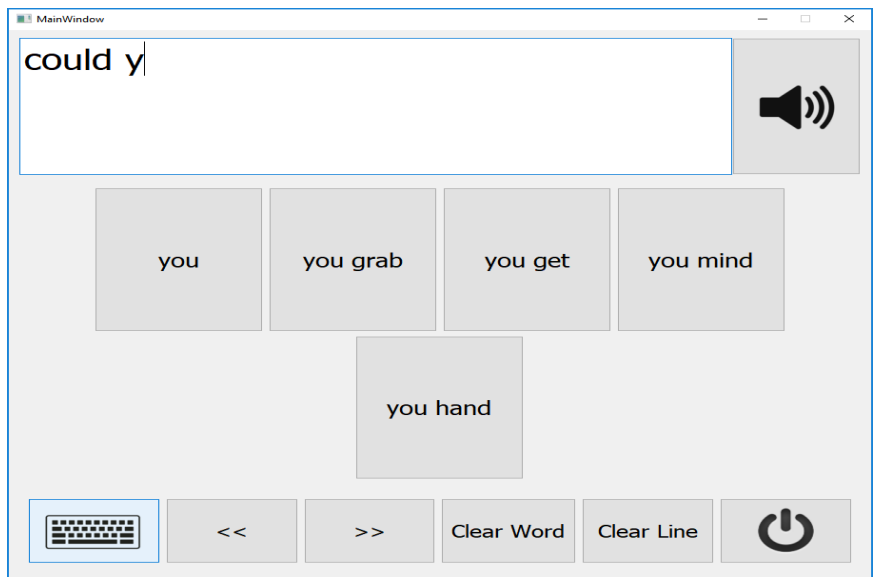 MainWindow
could y
you you grab you get you mind
you hand
<< >> Clear Word Clear Line